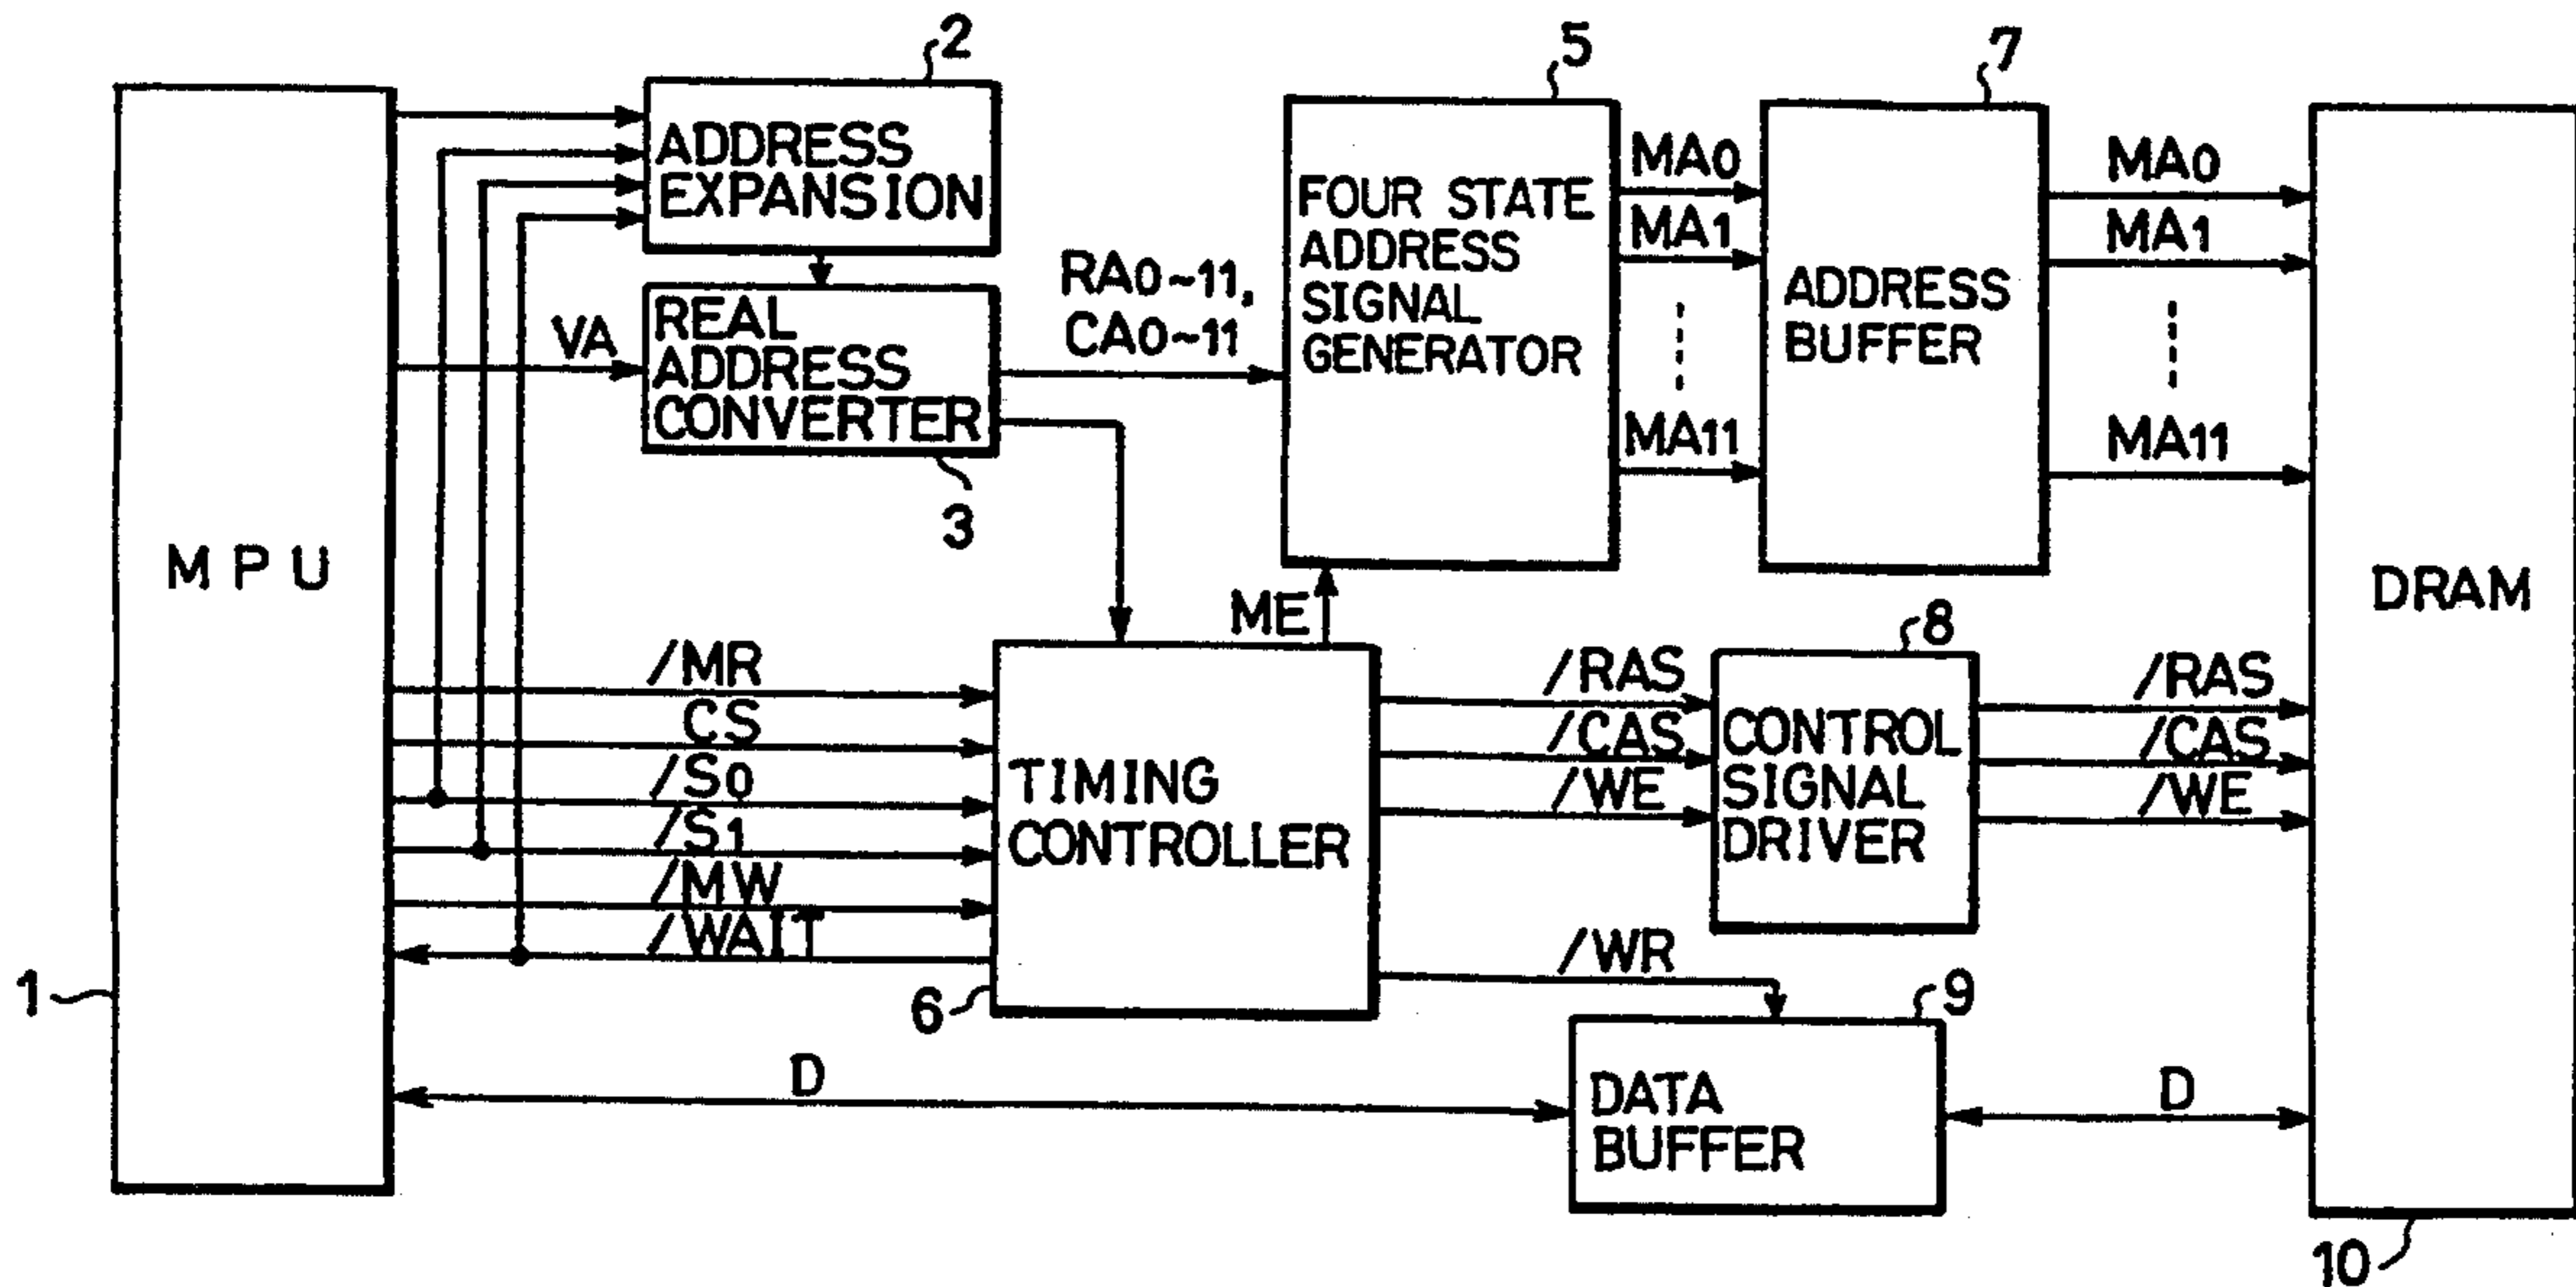 2
5
7
ADDRESS
EXPANSION
FOUR STATE
ADDRESS
SIGNAL
GENERATOR
MA0
MA1
MA11
ADDRESS
BUFFER
MA0
MA1
MA11
VA
REAL
ADDRESS
CONVERTER
3
RA0~11,
CA0~11
MPU
DRAM
ME
8
/MR
CS
/S0
/S1
/MW
/WAIT
TIMING
CONTROLLER
6
/RAS
/CAS
/WE
CONTROL
SIGNAL
DRIVER
/RAS
/CAS
/WE
/WR
9
1
D
DATA
BUFFER
D
10